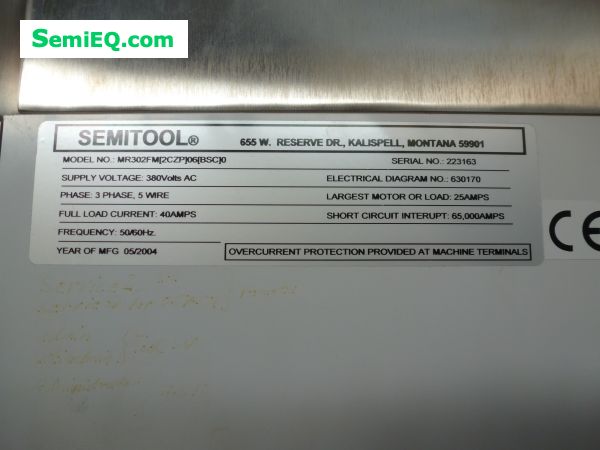 SemiEQ.com
SEMITOOL® 655 W. RESERVE DR., KALISPELL, MONTANA 59901
MODEL NO.: MR302FM[2CZP]06[BSC]0 SERIAL NO.: 223163
SUPPLY VOLTAGE: 380Volts AC ELECTRICAL DIAGRAM NO.: 630170
PHASE: 3 PHASE, 5 WIRE LARGEST MOTOR OR LOAD: 25AMPS
FULL LOAD CURRENT: 40AMPS SHORT CIRCUIT INTERUPT: 65,000AMPS
FREQUENCY: 50/60Hz.
YEAR OF MFG 05/2004 OVERCURRENT PROTECTION PROVIDED AT MACHINE TERMINALS
CE